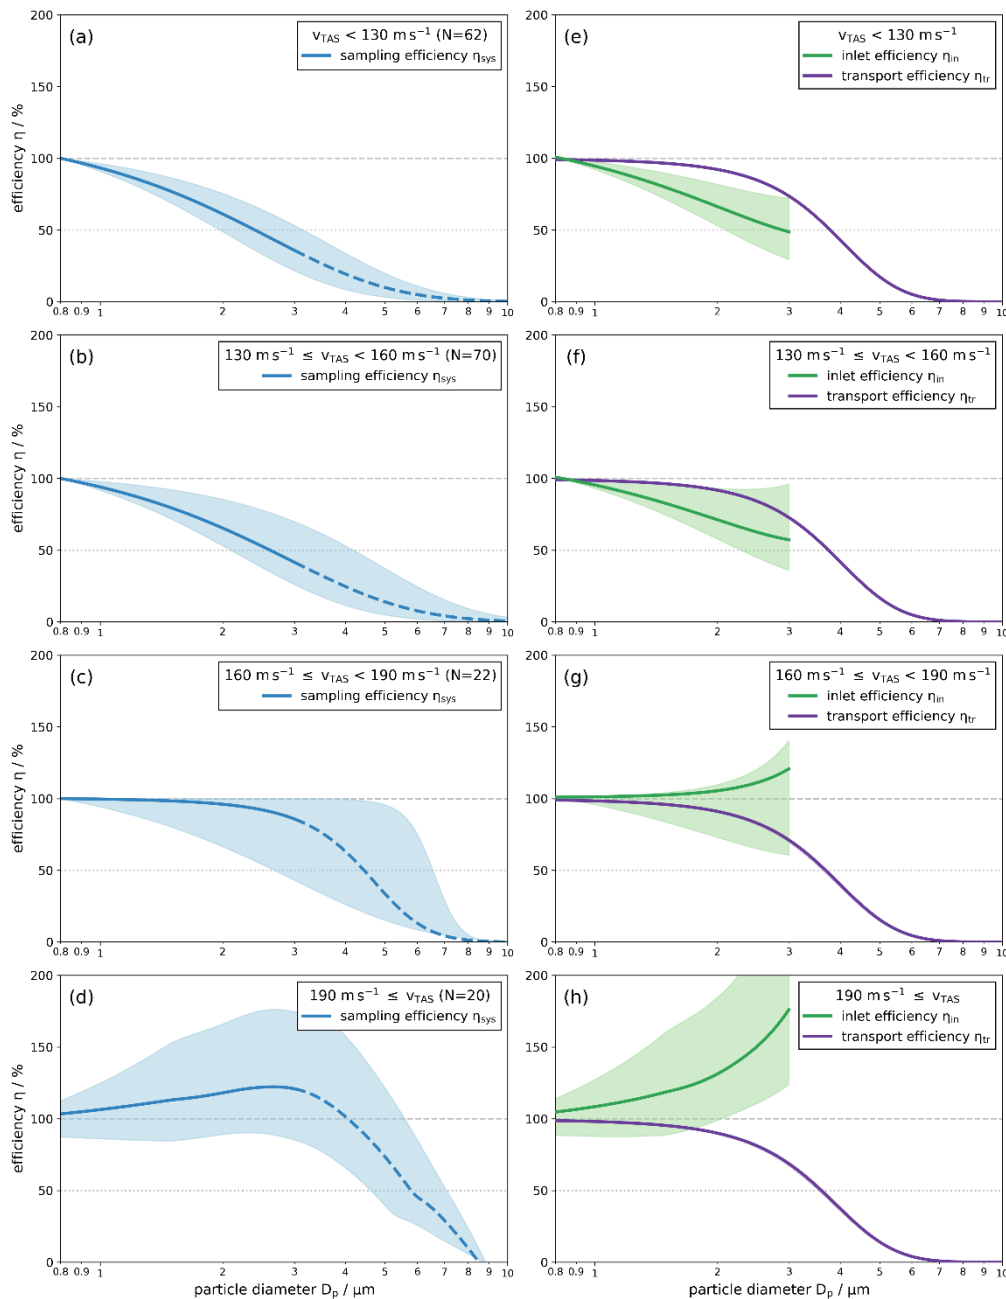 200
(a)
vTAS < 130 m s⁻¹ (N=62)
sampling efficiency ηsys
150
100
50
0
efficiency η / %
0.8 0.9 1 2 3 4 5 6 7 8 9 10
(e)
vTAS < 130 m s⁻¹
inlet efficiency ηin
transport efficiency ηtr
200
150
100
50
0
0.8 0.9 1 2 3 4 5 6 7 8 9 10
200
(b)
130 m s⁻¹ ≤ vTAS < 160 m s⁻¹ (N=70)
sampling efficiency ηsys
150
100
50
0
efficiency η / %
0.8 0.9 1 2 3 4 5 6 7 8 9 10
(f)
130 m s⁻¹ ≤ vTAS < 160 m s⁻¹
inlet efficiency ηin
transport efficiency ηtr
200
150
100
50
0
0.8 0.9 1 2 3 4 5 6 7 8 9 10
200
(c)
160 m s⁻¹ ≤ vTAS < 190 m s⁻¹ (N=22)
sampling efficiency ηsys
150
100
50
0
efficiency η / %
0.8 0.9 1 2 3 4 5 6 7 8 9 10
(g)
160 m s⁻¹ ≤ vTAS < 190 m s⁻¹
inlet efficiency ηin
transport efficiency ηtr
200
150
100
50
0
0.8 0.9 1 2 3 4 5 6 7 8 9 10
200
(d)
190 m s⁻¹ ≤ vTAS (N=20)
sampling efficiency ηsys
150
100
50
0
efficiency η / %
0.8 0.9 1 2 3 4 5 6 7 8 9 10
particle diameter Dp / µm
(h)
190 m s⁻¹ ≤ vTAS
inlet efficiency ηin
transport efficiency ηtr
200
150
100
50
0
0.8 0.9 1 2 3 4 5 6 7 8 9 10
particle diameter Dp / µm